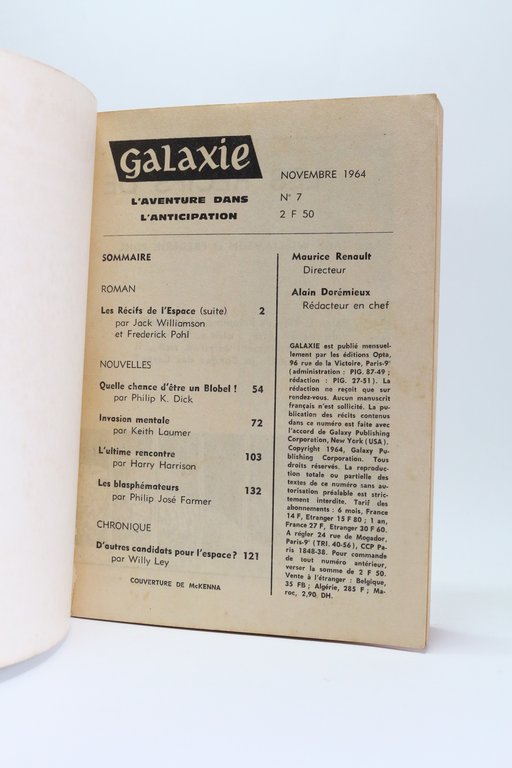 GALAXIE
L'AVENTURE DANS
L'ANTICIPATION
NOVEMBRE 1964
N° 7
2 F 50
SOMMAIRE
ROMAN
Les Récifs de l'Espace (suite) 2
par Jack Williamson
et Frederick Pohl
NOUVELLES
Quelle chance d'être un Blobel ! 54
par Philip K. Dick
Invasion mentale 72
par Keith Laumer
L'ultime rencontre 103
par Harry Harrison
Les blasphémateurs 132
par Philip José Farmer
CHRONIQUE
D'autres candidats pour l'espace ? 121
par Willy Ley
COUVERTURE DE McKENNA
Maurice Renault
Directeur
Alain Dorémieux
Rédacteur en chef
GALAXIE est publié mensuel-
lement par les éditions Opta,
96 rue de la Victoire, Paris-9e
(administration : PIG. 87-49 ;
rédaction : PIG. 27-51). La
rédaction ne reçoit que sur
rendez-vous. Aucun manuscrit
français n'est sollicité. La pu-
blication des récits contenus
dans ce numéro est faite avec
l'accord de Galaxy Publishing
Corporation, New York (USA).
Copyright 1964, Galaxy Pu-
blishing Corporation. Tous
droits réservés. La reproduc-
tion totale ou partielle des
textes de ce numéro sans au-
torisation préalable est stric-
tement interdite. Tarif des
abonnements : 6 mois, France
14 F, Etranger 15 F 80 ; 1 an,
France 27 F, Etranger 30 F 60.
A régler 24 rue de Mogador,
Paris-9e (TRI. 40-56), CCP Pa-
ris 1848-38. Pour commande
de tout numéro antérieur,
verser la somme de 2 F 50.
Vente à l'étranger : Belgique,
35 FB ; Algérie, 285 F ; Ma-
roc, 2,90 DH.